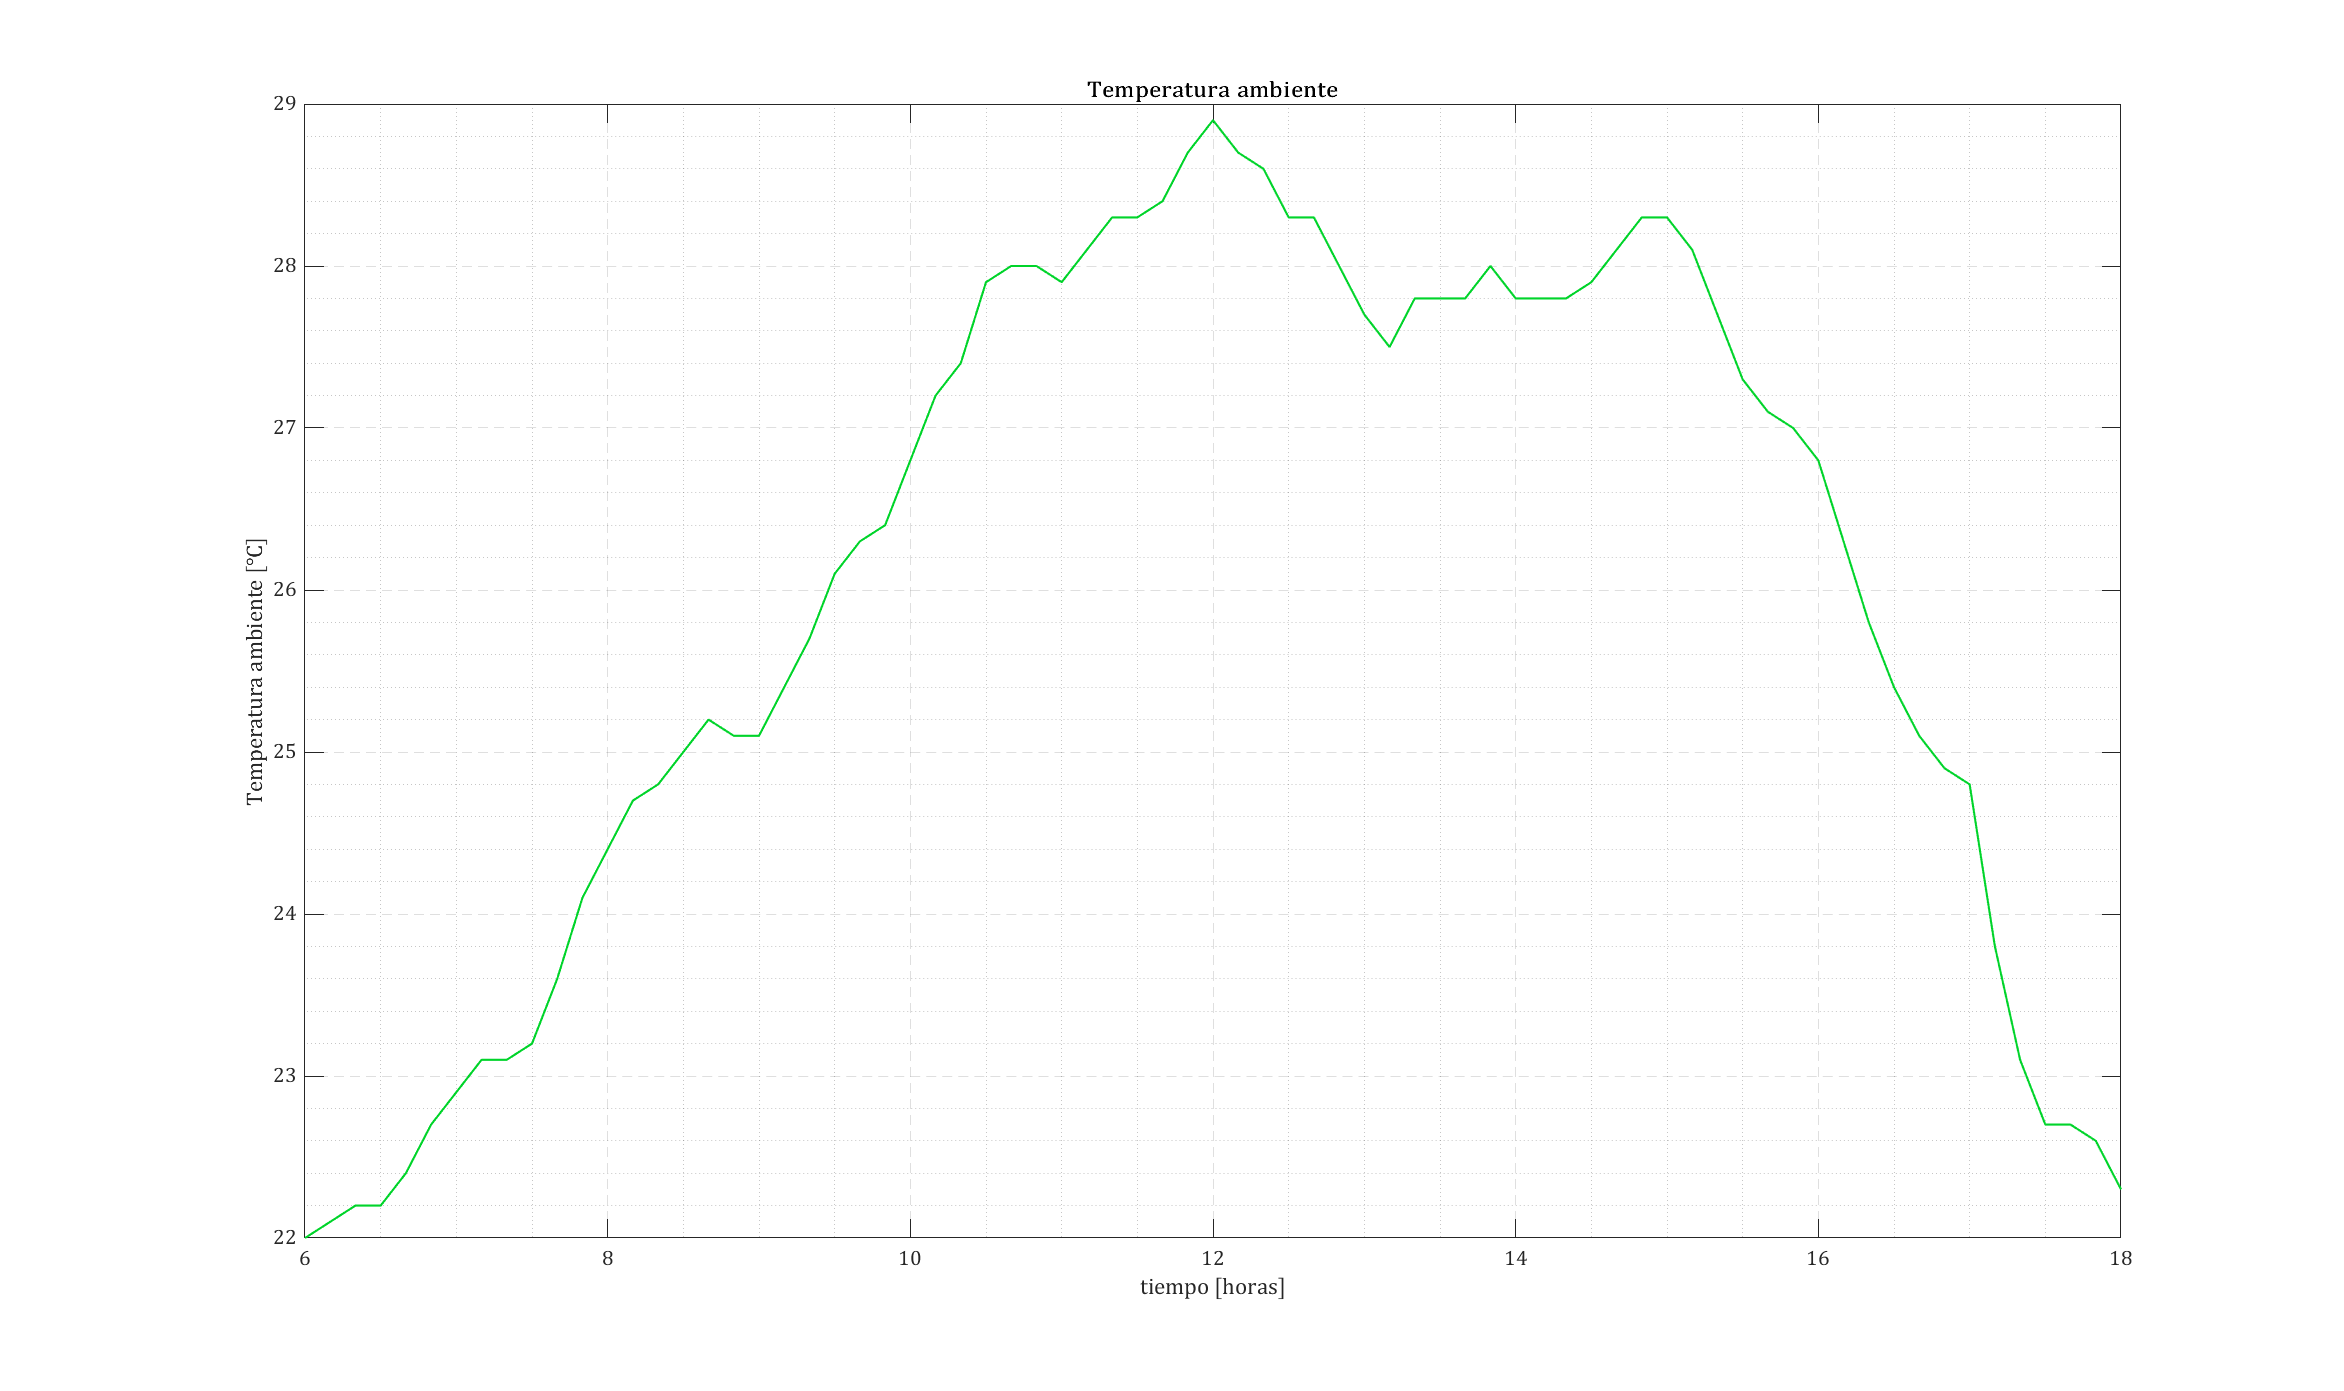 Temperatura ambiente
29
28
27
26
25
24
23
22
Temperatura ambiente [°C]
6 8 10 12 14 16 18
tiempo [horas]